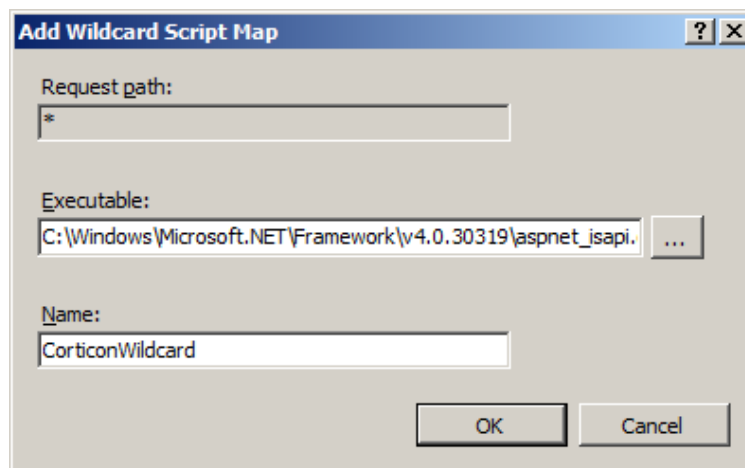 Add Wildcard Script Map
Request path:
*
Executable:
C:\Windows\Microsoft.NET\Framework\v4.0.30319\aspnet_isapi.
...
Name:
CorticonWildcard
OK
Cancel